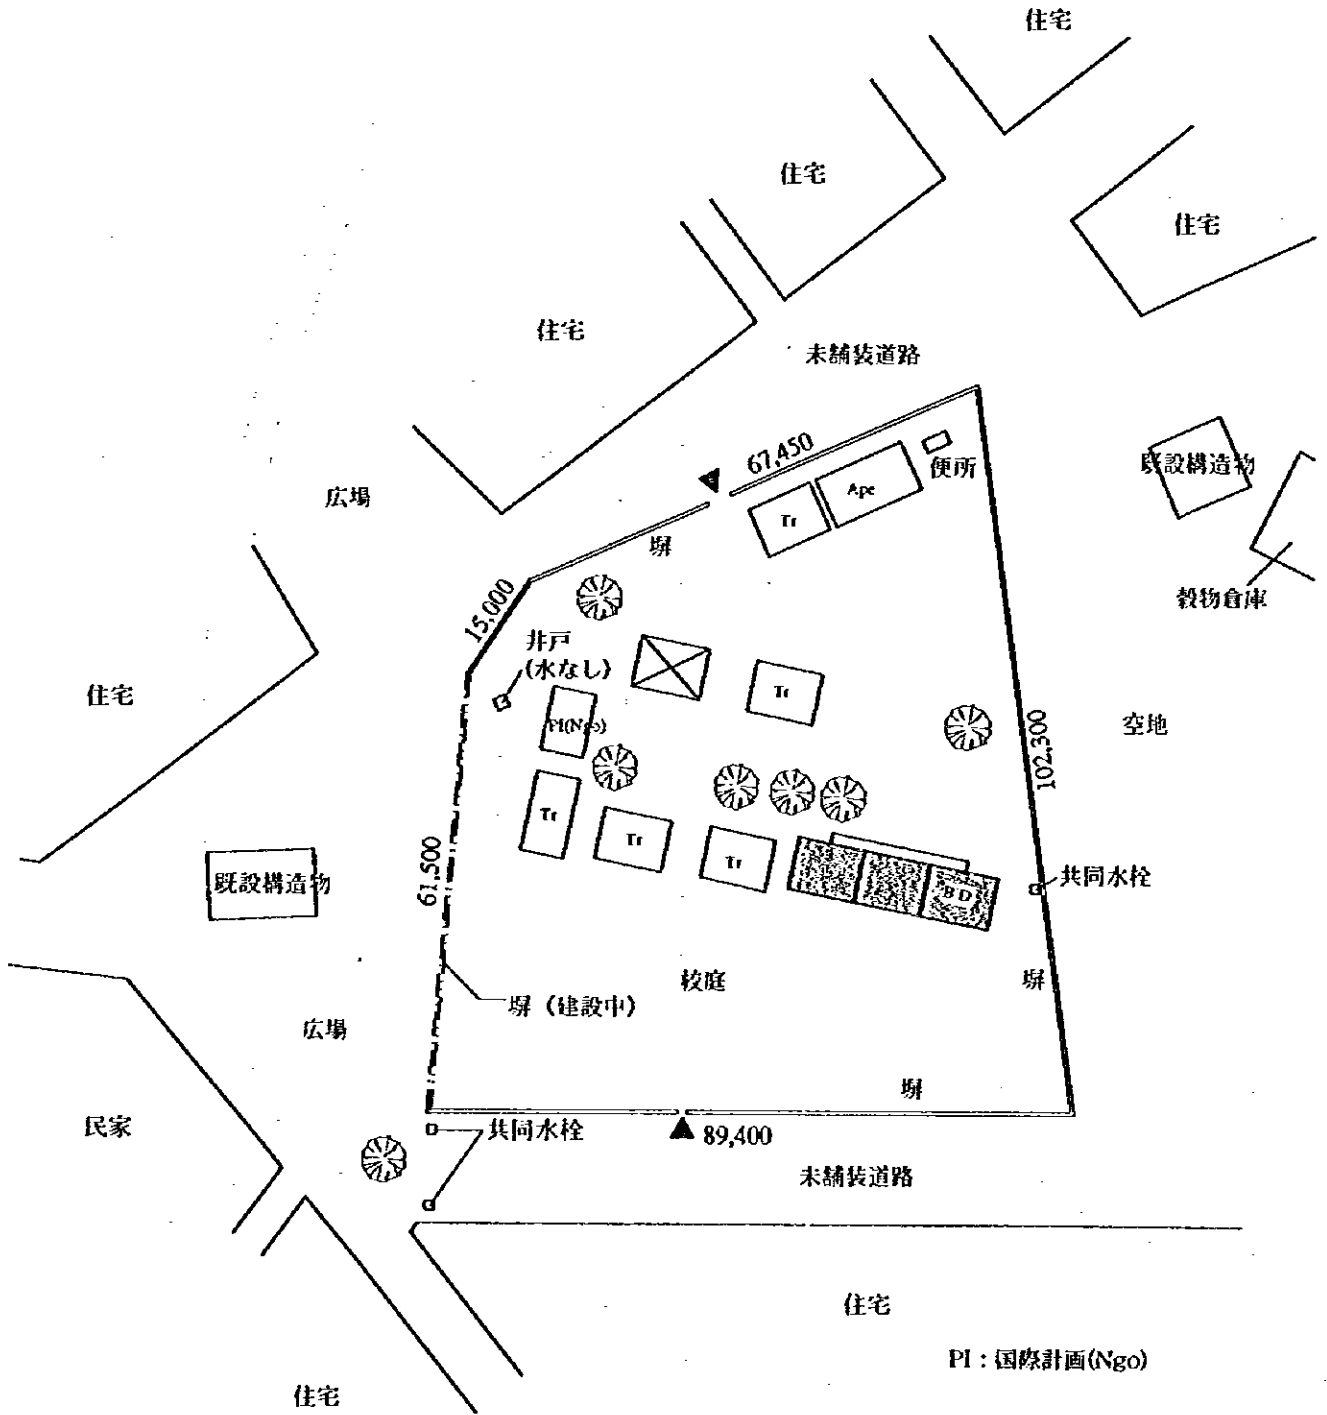 住宅
住宅
住宅
住宅
未舗装道路
67,450
既設構造物
便所
Ape
広場
Tr
塀
穀物倉庫
15,000
井戸
(水なし)
住宅
Tr
空地
PI(Ngo)
102,300
Tr
Tr
Tr
61,500
共同水栓
既設構造物
BD
校庭
塀
塀（建設中）
広場
塀
民家
共同水栓
89,400
未舗装道路
住宅
PI：国際計画(Ngo)
住宅